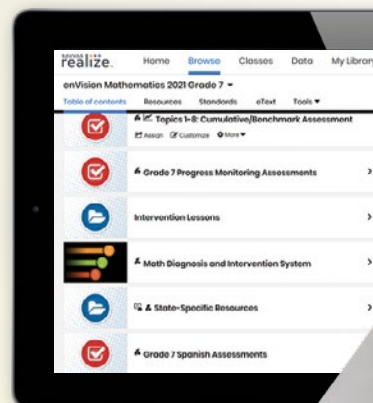 savvas
realize.
Home Browse Classes Data My Library
enVision Mathematics 2021 Grade 7
Table of contents Resources Standards eText Tools
Topics 1-8: Cumulative/Benchmark Assessment
Assign Customize More
Grade 7 Progress Monitoring Assessments
Intervention Lessons
Math Diagnosis and Intervention System
& State-Specific Resources
Grade 7 Spanish Assessments